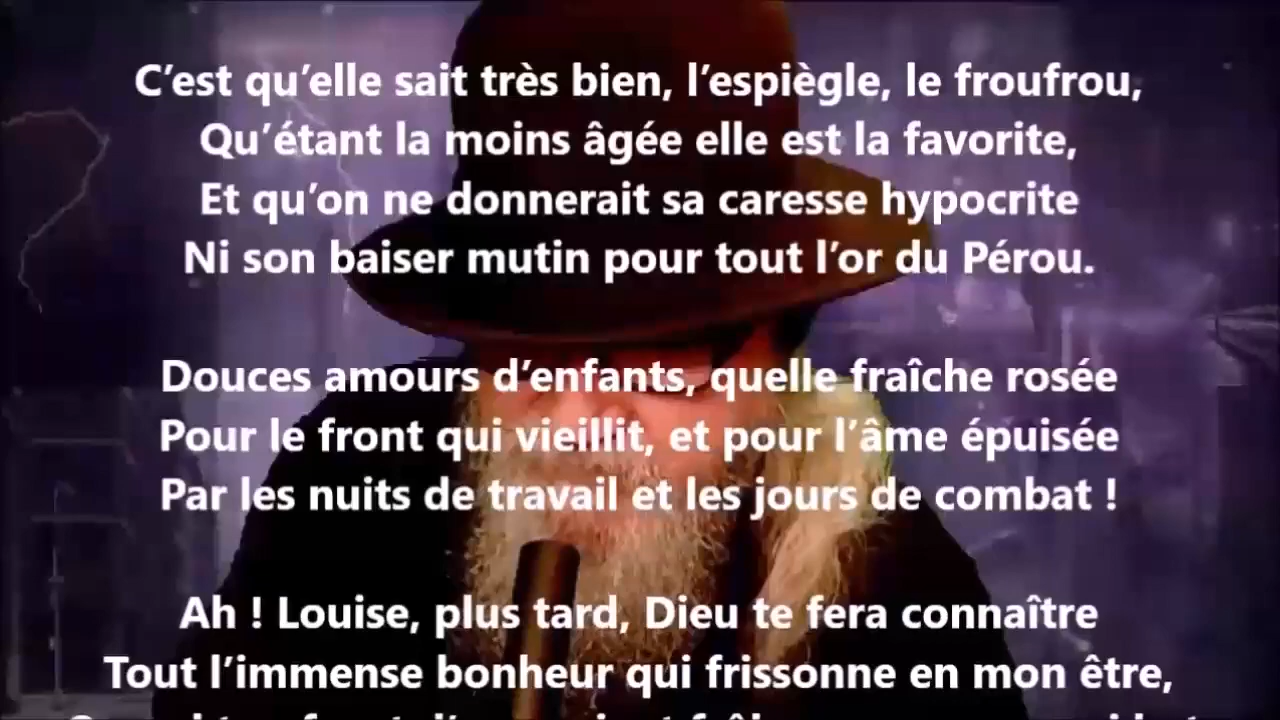 C’est qu’elle sait très bien, l’espiègle, le froufrou,
Qu’étant la moins âgée elle est la favorite,
Et qu’on ne donnerait sa caresse hypocrite
Ni son baiser mutin pour tout l’or du Pérou.
Douces amours d’enfants, quelle fraîche rosée
Pour le front qui vieillit, et pour l’âme épuisée
Par les nuits de travail et les jours de combat !
Ah ! Louise, plus tard, Dieu te fera connaître
Tout l’immense bonheur qui frissonne en mon être,